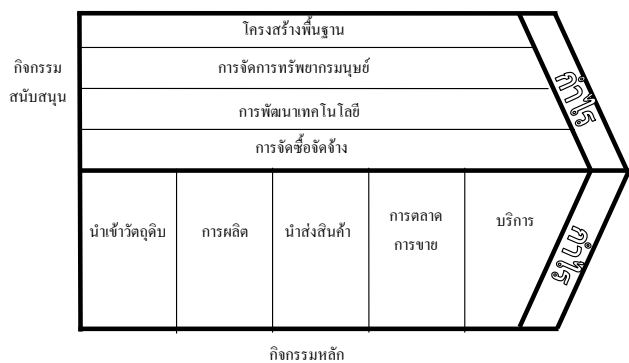 โครงสร้างพื้นฐาน
กิจกรรม
สนับสนุน
การจัดการทรัพยากรมนุษย์
การพัฒนาเทคโนโลยี
การจัดซื้อจัดจ้าง
กำไร
นำเข้าวัตถุดิบ
การผลิต
นำส่งสินค้า
การตลาด
การขาย
บริการ
กำไร
กิจกรรมหลัก